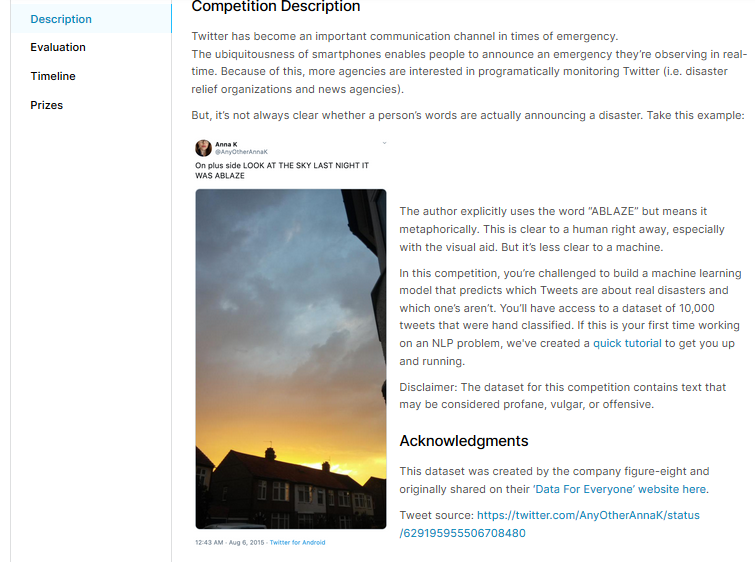 Description
Evaluation
Timeline
Prizes
Competition Description
Twitter has become an important communication channel in times of emergency.
The ubiquitousness of smartphones enables people to announce an emergency they're observing in real-
time. Because of this, more agencies are interested in programatically monitoring Twitter (i.e. disaster
relief organizations and news agencies).
But, it's not always clear whether a person's words are actually announcing a disaster. Take this example:
Anna K
@AnyOtherAnnaK
On plus side LOOK AT THE SKY LAST NIGHT IT
WAS ABLAZE
12:43 AM · Aug 6, 2015 · Twitter for Android
The author explicitly uses the word “ABLAZE” but means it
metaphorically. This is clear to a human right away, especially
with the visual aid. But it's less clear to a machine.
In this competition, you're challenged to build a machine learning
model that predicts which Tweets are about real disasters and
which one's aren't. You'll have access to a dataset of 10,000
tweets that were hand classified. If this is your first time working
on an NLP problem, we've created a quick tutorial to get you up
and running.
Disclaimer: The dataset for this competition contains text that
may be considered profane, vulgar, or offensive.
Acknowledgments
This dataset was created by the company figure-eight and
originally shared on their 'Data For Everyone' website here.
Tweet source: https://twitter.com/AnyOtherAnnaK/status
/629195955506708480